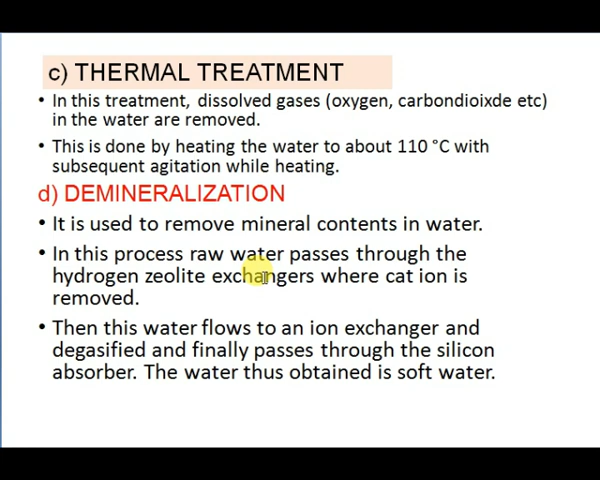 c) THERMAL TREATMENT
• In this treatment, dissolved gases (oxygen, carbondioixde etc)
in the water are removed.
• This is done by heating the water to about 110 °C with
subsequent agitation while heating.
d) DEMINERALIZATION
• It is used to remove mineral contents in water.
• In this process raw water passes through the
hydrogen zeolite exchangers where cat ion is
removed.
• Then this water flows to an ion exchanger and
degasified and finally passes through the silicon
absorber. The water thus obtained is soft water.